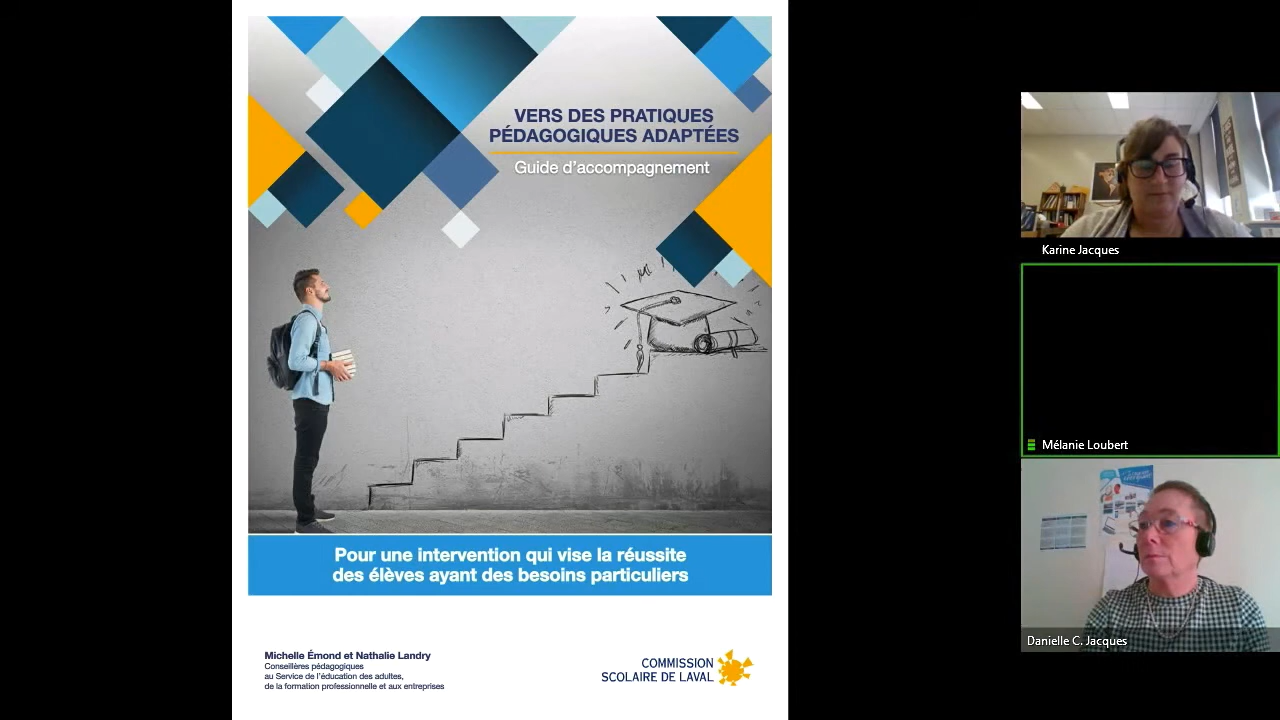 VERS DES PRATIQUES
PÉDAGOGIQUES ADAPTÉES
Guide d'accompagnement
Pour une intervention qui vise la réussite
des élèves ayant des besoins particuliers
Michelle Émond et Nathalie Landry
Conseillères pédagogiques
au Service de l'éducation des adultes,
de la formation professionnelle et aux entreprises
COMMISSION
SCOLAIRE DE LAVAL
Karine Jacques
Mélanie Loubert
Danielle C. Jacques